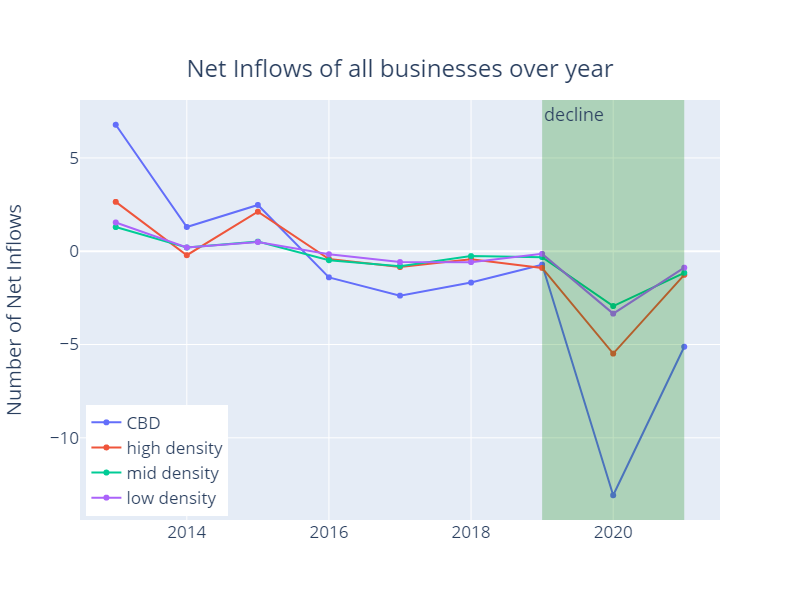 Net Inflows of all businesses over year
decline
Number of Net Inflows
5
0
−5
−10
CBD
high density
mid density
low density
2014
2016
2018
2020